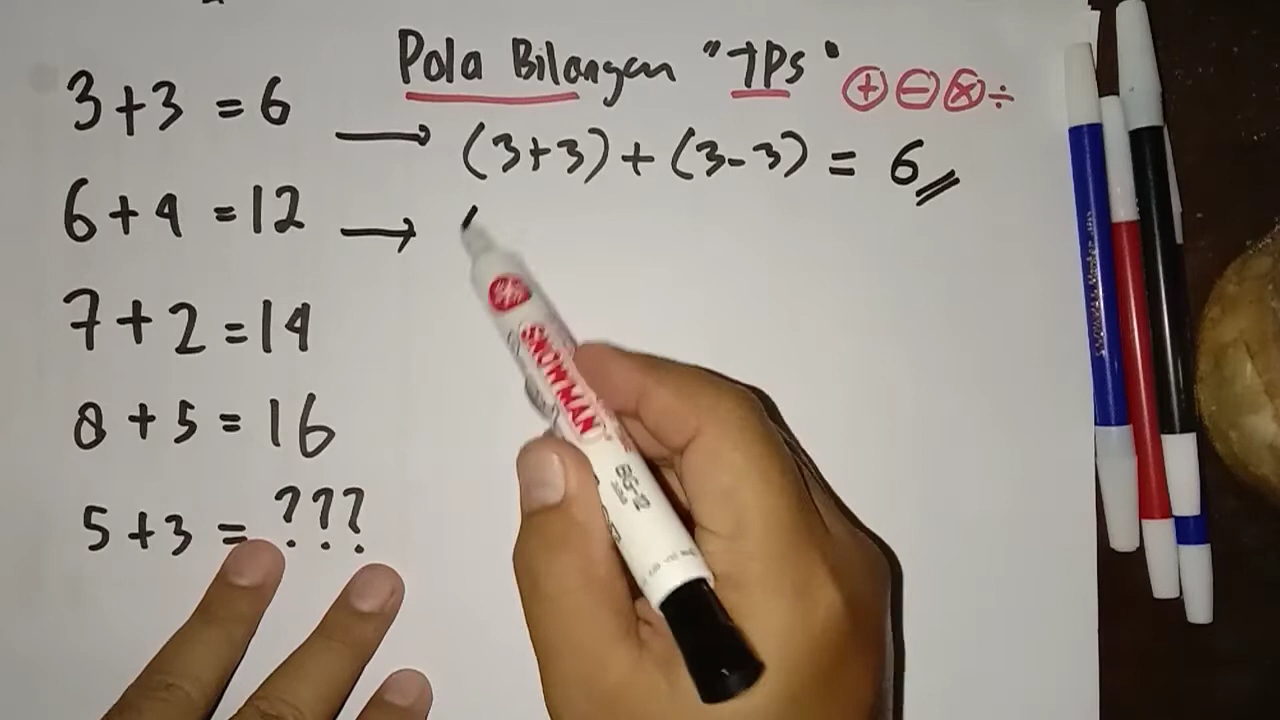 Pola Bilangan "TPS" + - × ÷
3+3 = 6 → (3+3) + (3-3) = 6
6+4 = 12 → (
7+2 = 14
8+5 = 16
5+3 = ???
SNOWMAN
SNOWMAN